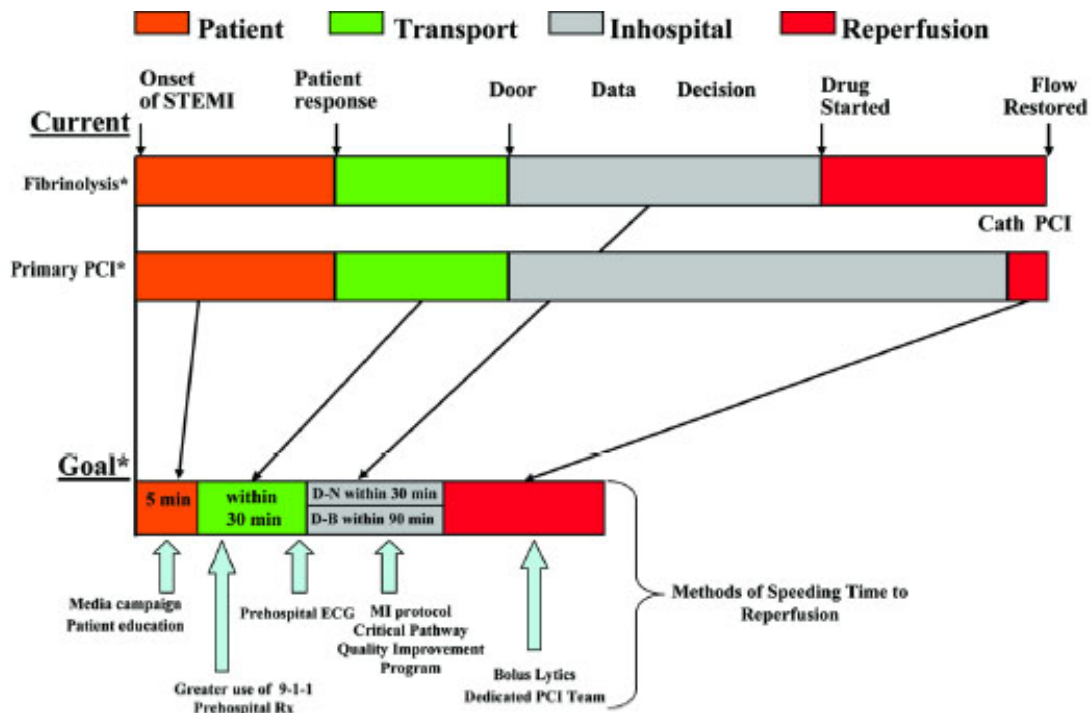 Patient
Transport
Inhospital
Reperfusion
Onset
of STEMI
Patient
response
Door
Data
Decision
Drug
Started
Flow
Restored
Current
Fibrinolysis*
Cath PCI
Primary PCI*
Goal*
5 min
within
30 min
D-N within 30 min
D-B within 90 min
Media campaign
Patient education
Greater use of 9-1-1
Prehospital Rx
Prehospital ECG
MI protocol
Critical Pathway
Quality Improvement
Program
Bolus Lytics
Dedicated PCI Team
Methods of Speeding Time to
Reperfusion